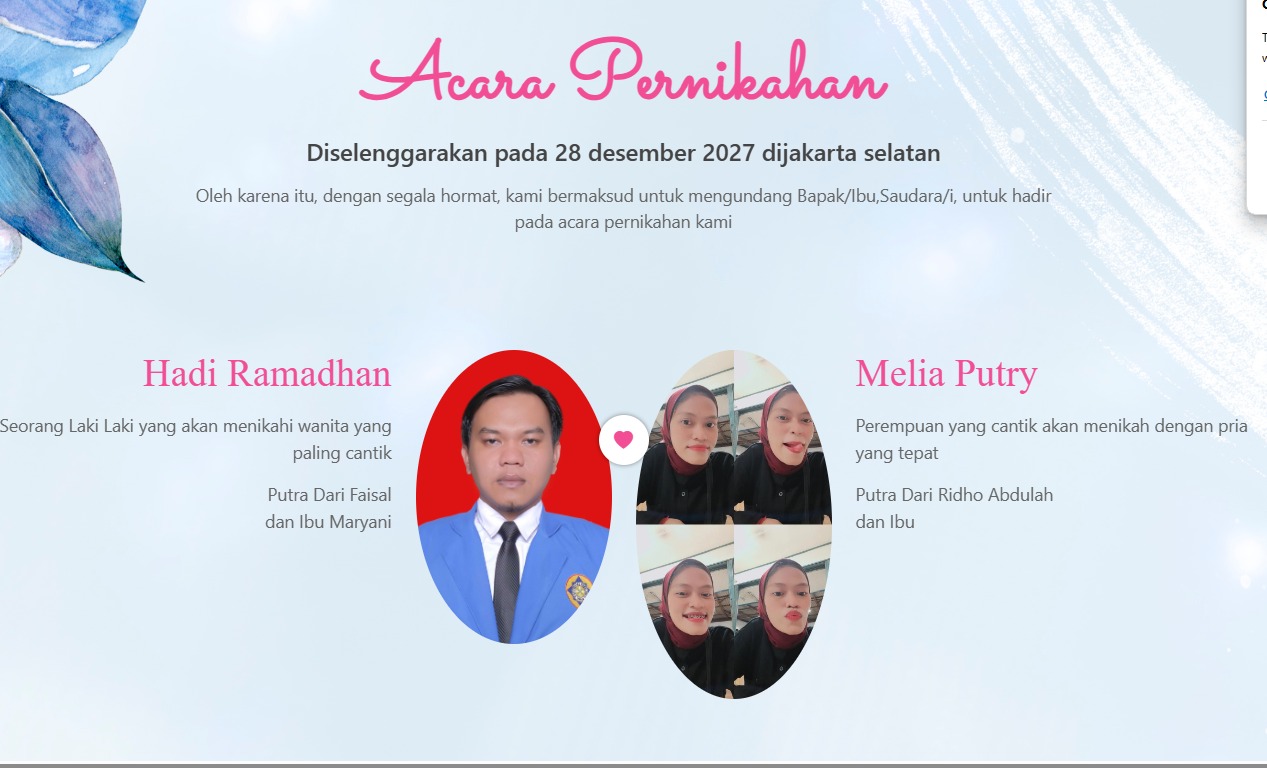 Acara Pernikahan
Diselenggarakan pada 28 desember 2027 dijakarta selatan
Oleh karena itu, dengan segala hormat, kami bermaksud untuk mengundang Bapak/Ibu,Saudara/i, untuk hadir
pada acara pernikahan kami
Hadi Ramadhan
Seorang Laki Laki yang akan menikahi wanita yang
paling cantik
Putra Dari Faisal
dan Ibu Maryani
Melia Putry
Perempuan yang cantik akan menikah dengan pria
yang tepat
Putra Dari Ridho Abdulah
dan Ibu